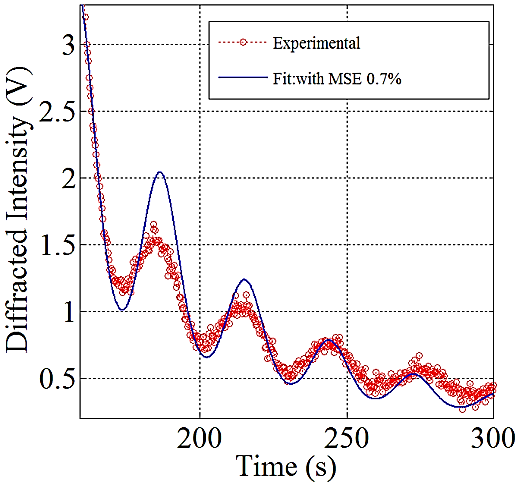 Experimental
Fit:with MSE 0.7%
Diffracted Intensity (V)
3
2.5
2
1.5
1
0.5
200
250
300
Time (s)